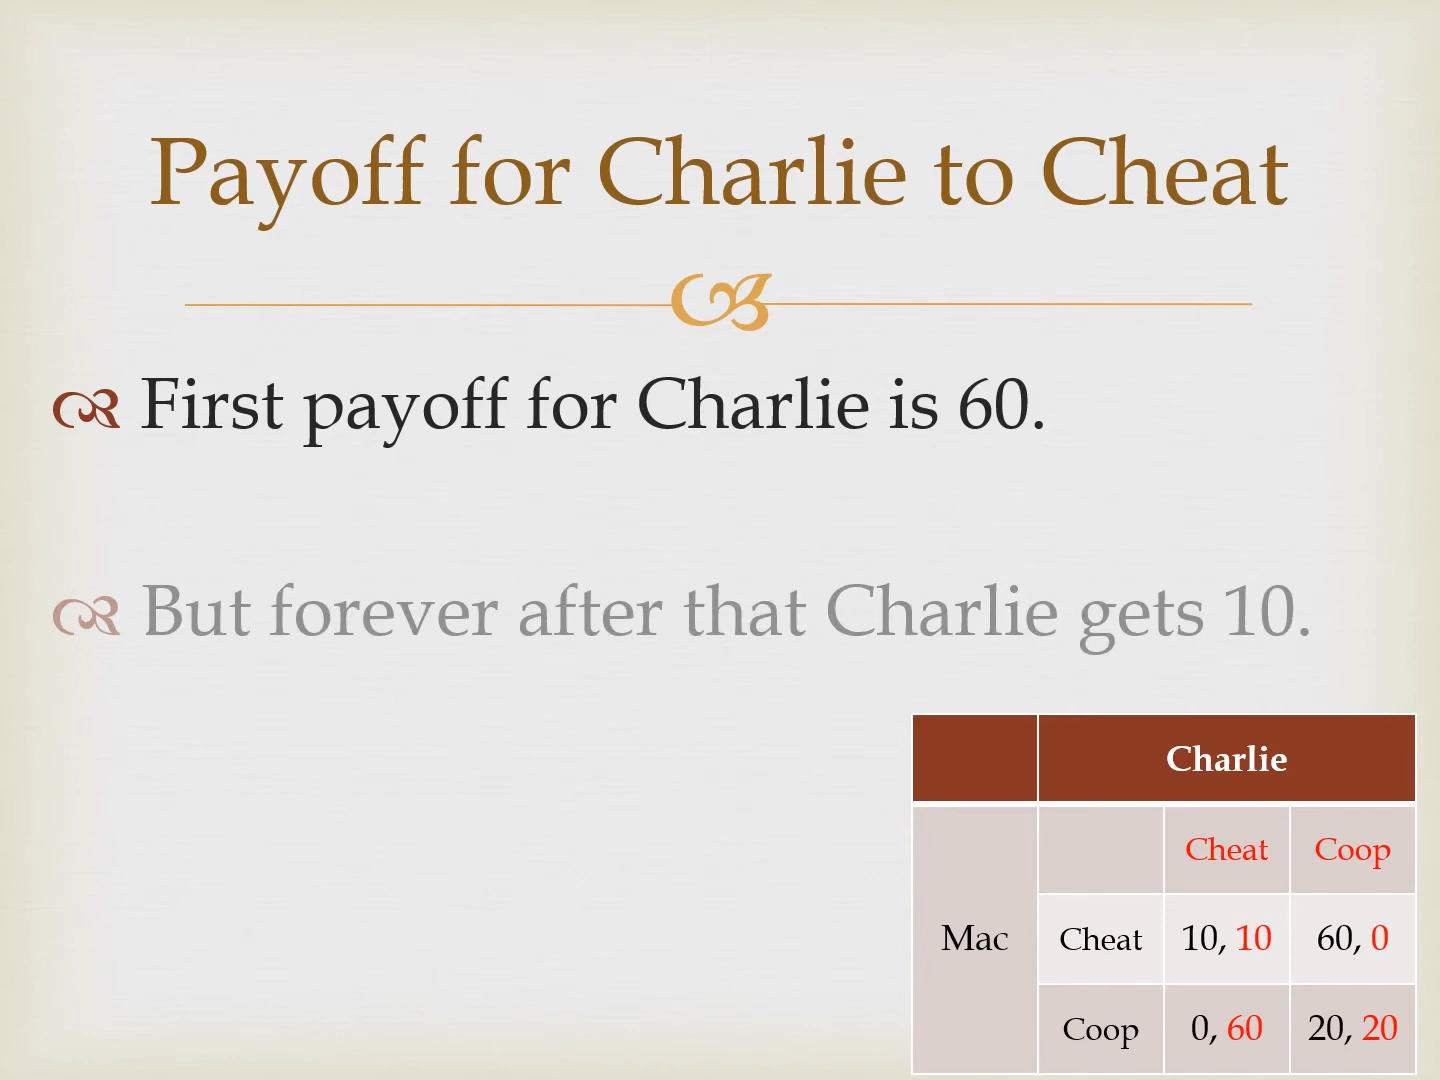 Payoff for Charlie to Cheat
First payoff for Charlie is 60.
But forever after that Charlie gets 10.
Charlie
Cheat Coop
Mac Cheat 10, 10 60, 0
Coop 0, 60 20, 20